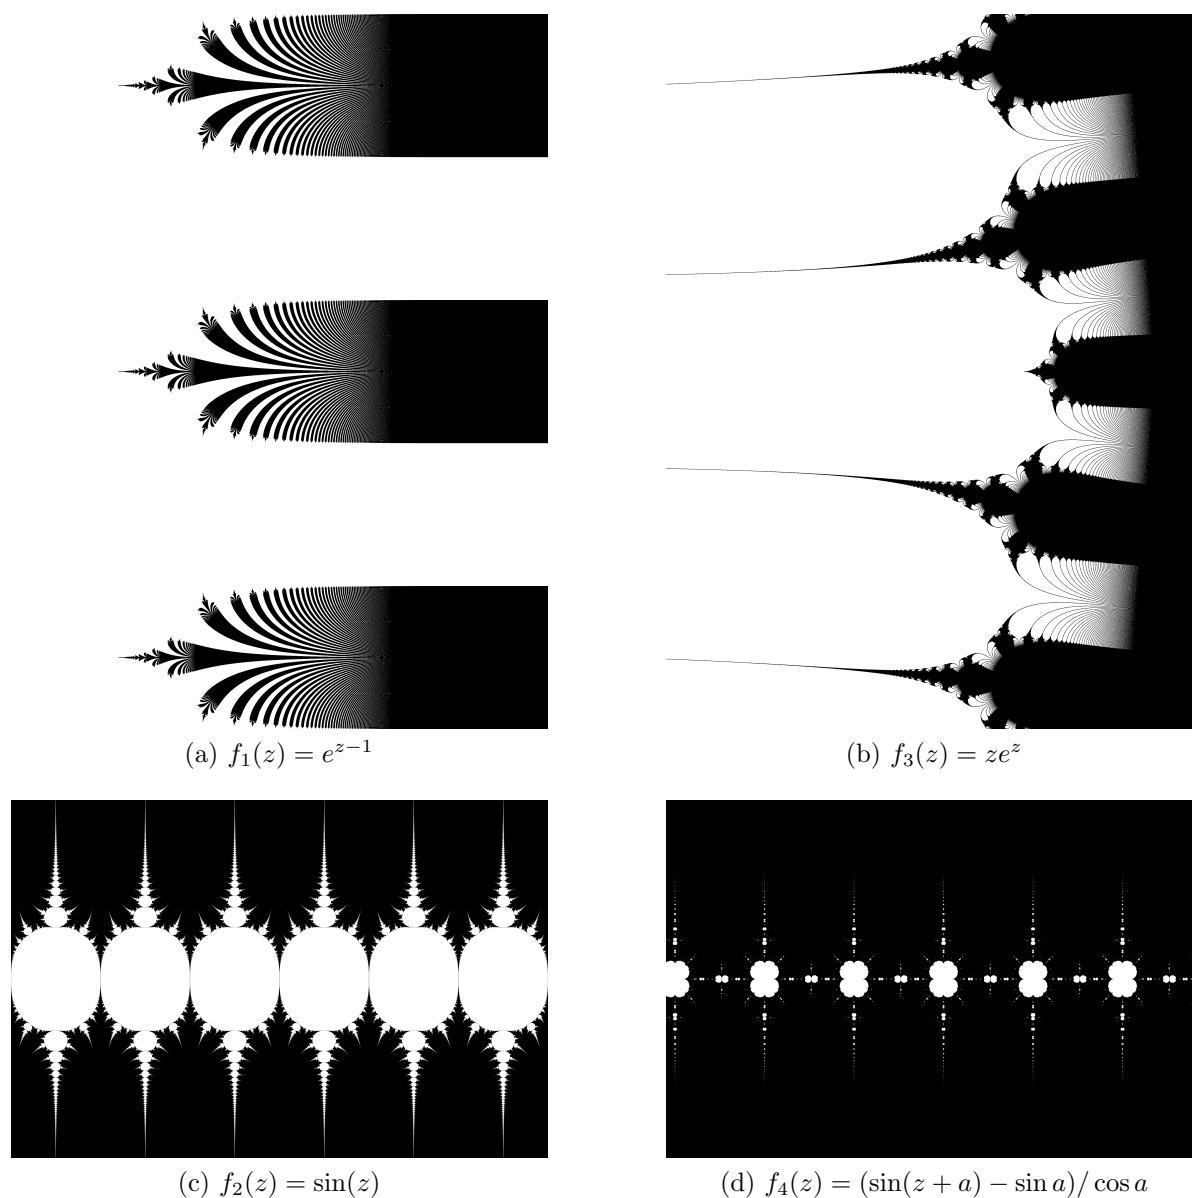 (a) f₁(z) = e^{z−1}
(b) f₃(z) = ze^z
(c) f₂(z) = sin(z)
(d) f₄(z) = (sin(z + a) − sin a)/ cos a